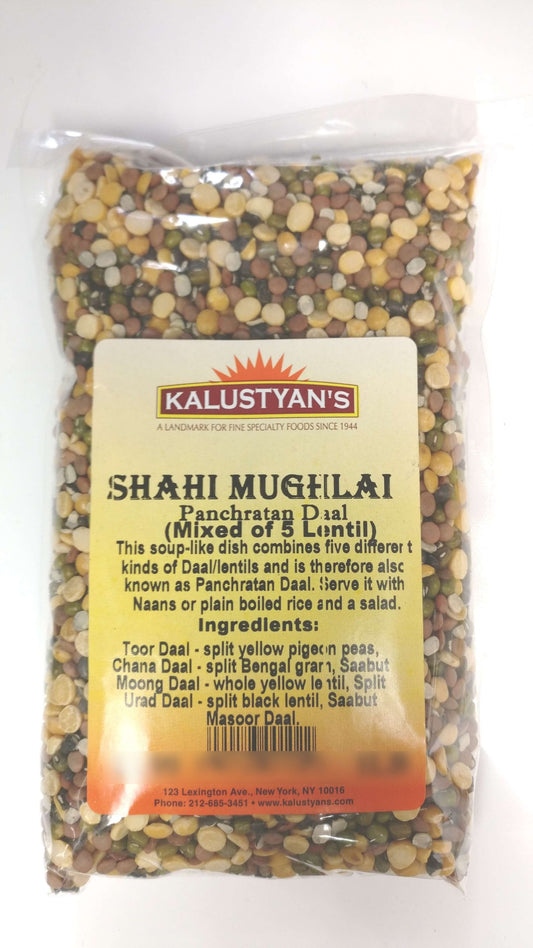 KALUSTYAN'S
A LANDMARK FOR FINE SPECIALTY FOODS SINCE 1944
SHAHI MUGHLAI
Panchratan Daal
(Mixed of 5 Lentil)
This soup-like dish combines five different
kinds of Daal/lentils and is therefore also
known as Panchratan Daal. Serve it with
Naans or plain boiled rice and a salad.
Ingredients:
Toor Daal - split yellow pigeon peas,
Chana Daal - split Bengal gram, Saabut
Moong Daal - whole yellow lentil, Split
Urad Daal - split black lentil, Saabut
Masoor Daal.
123 Lexington Ave., New York, NY 10016
Phone: 212-685-3451 • www.kalustyans.com